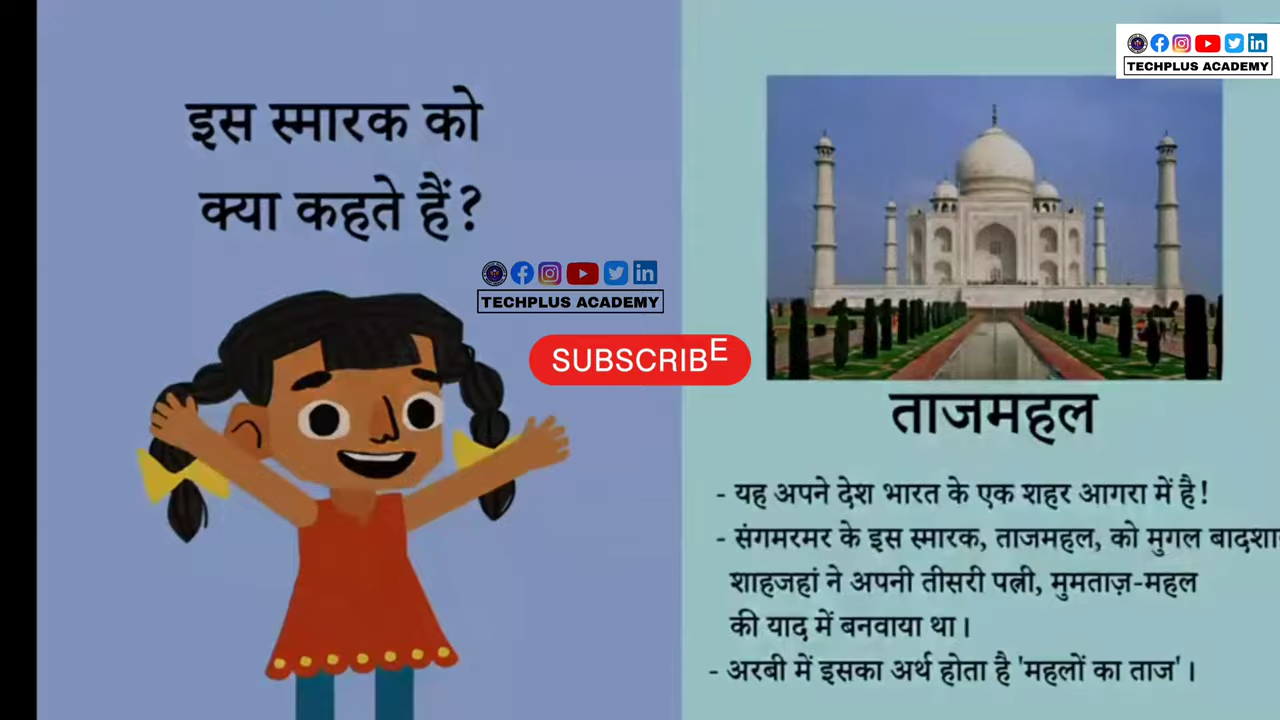 इस स्मारक को
क्या कहते हैं?
TECHPLUS ACADEMY
SUBSCRIBE
TECHPLUS ACADEMY
ताजमहल
- यह अपने देश भारत के एक शहर आगरा में है!
- संगमरमर के इस स्मारक, ताजमहल, को मुगल
शाहजहां ने अपनी तीसरी पत्नी, मुमताज़-महल
की याद में बनवाया था।
- अरबी में इसका अर्थ होता है 'महलों का ताज'।